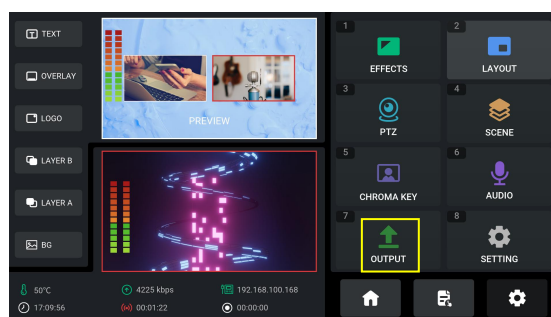 TEXT
OVERLAY
LOGO
LAYER B
LAYER A
BG
PREVIEW
1
EFFECTS
2
LAYOUT
3
PTZ
4
SCENE
5
CHROMA KEY
6
AUDIO
7
OUTPUT
8
SETTING
50°C
4225 kbps
192.168.100.168
17:09:56
00:01:22
00:00:00